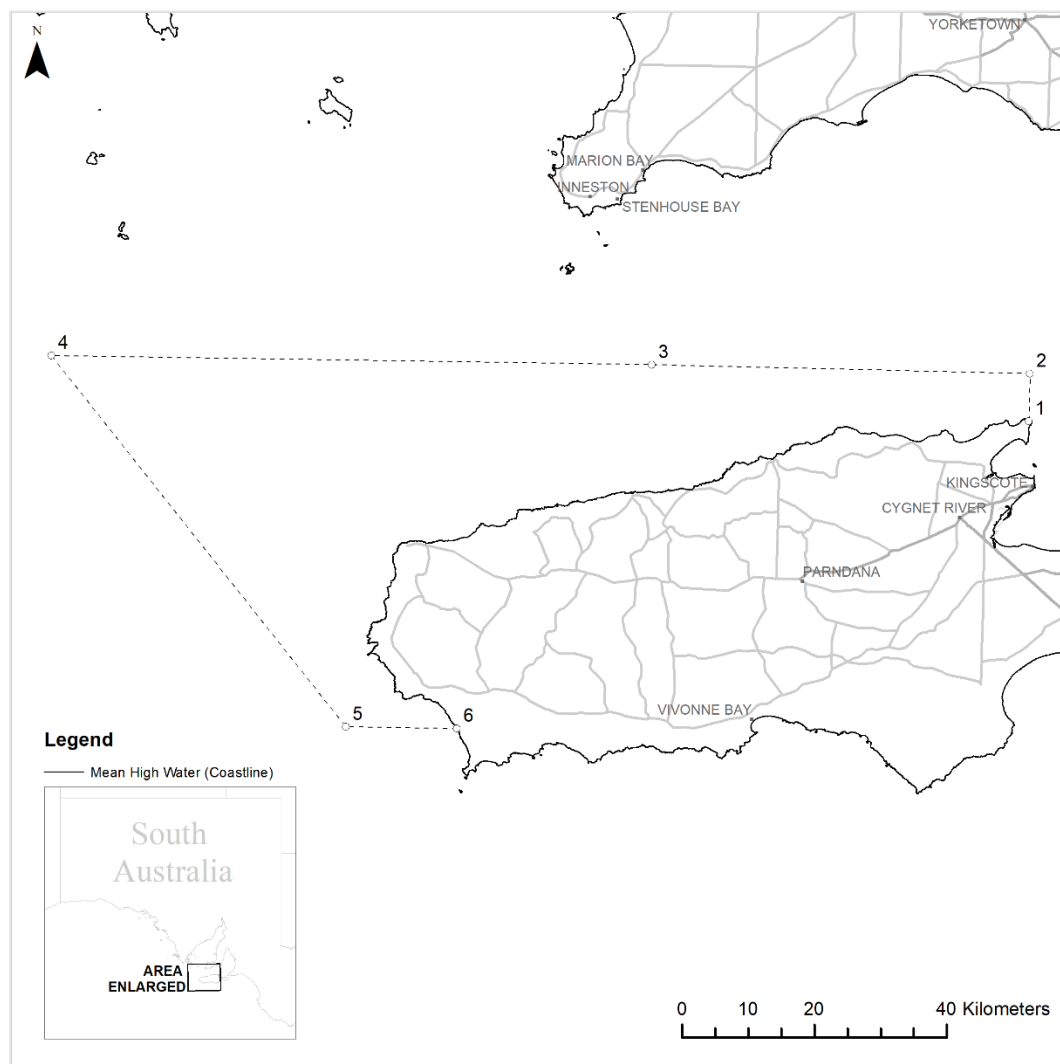 N
YORKETOWN
MARION BAY
INNESTON
STENHOUSE BAY
4
3
2
1
KINGSCOTE
CYGNET RIVER
PARNDANA
VIVONNE BAY
5
6
Legend
Mean High Water (Coastline)
South
Australia
AREA
ENLARGED
0 10 20 40 Kilometers